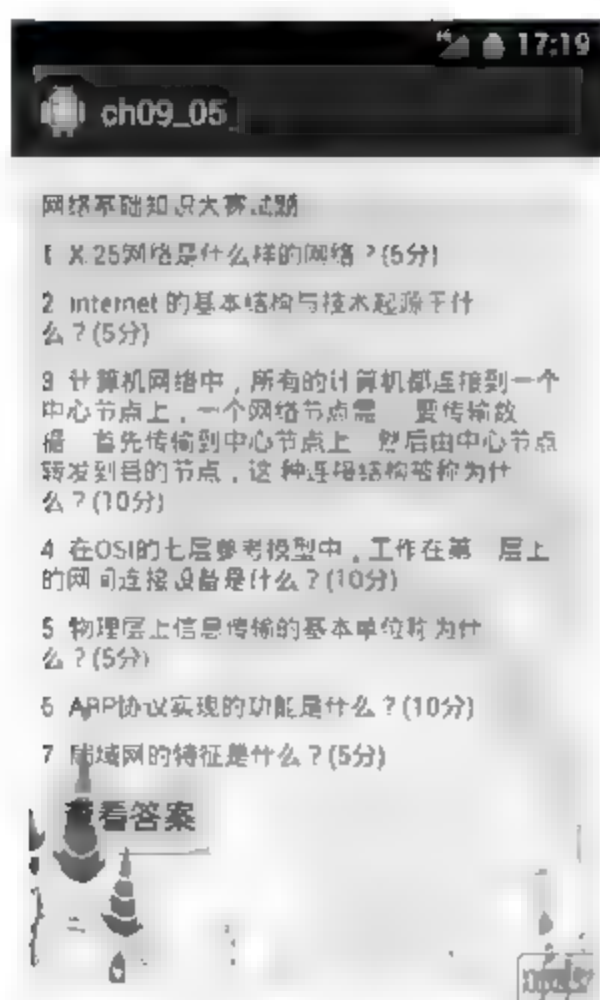 17:19
ch09_05
网络基础知识大赛试题
1 X.25网络是什么样的网络？(5分)
2 Internet 的基本结构与技术起源于什
么？(5分)
3 计算机网络中，所有的计算机都连接到一个
中心节点上，一个网络节点需 要传输数
据 首先传输到中心节点上 然后由中心节点
转发到目的节点，这 种连接结构被称为什
么？(10分)
4 在OSI的七层参考模型中，工作在第 层上
的网间连接设备是什么？(10分)
5 物理层上信息传输的基本单位称为什
么？(5分)
6 ARP协议实现的功能是什么？(10分)
7 局域网的特征是什么？(5分)
查看答案